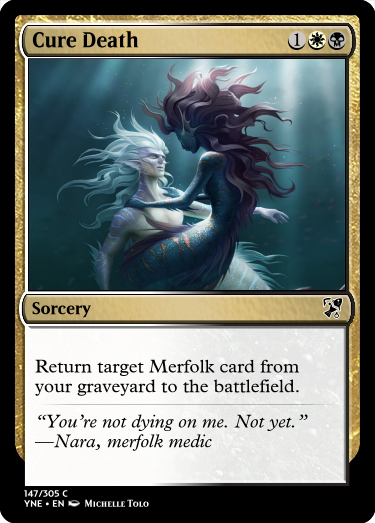 Cure Death 1
Sorcery
Return target Merfolk card from
your graveyard to the battlefield.
“You’re not dying on me. Not yet.”
—Nara, merfolk medic
147/305 C
YNE • EN Michelle Tolo